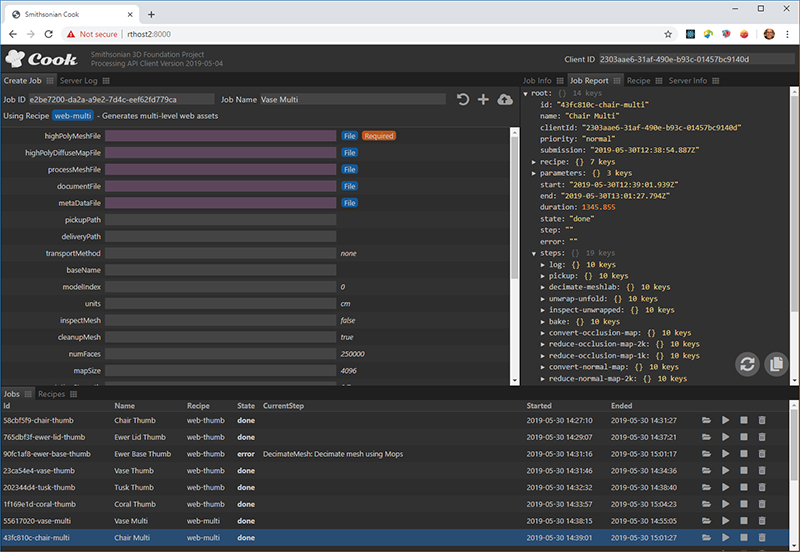 Smithsonian Cook
Not secure | rthost2:8000
Cook
Smithsonian 3D Foundation Project
Processing API Client Version 2019-05-04
Client ID 2303aae6-31af-490e-b93c-01457bc9140d
Create Job Server Log
Job ID e2be7200-da2a-a9e2-7d4c-eef62fd779ca Job Name Vase Multi
Using Recipe web-multi - Generates multi-level web assets
highPolyMeshFile File Required
highPolyDiffuseMapFile File
processMeshFile File
documentFile File
metaDataFile File
pickupPath
deliveryPath
transportMethod none
baseName
modelIndex 0
units cm
inspectMesh false
cleanupMesh true
numFaces 250000
mapSize 4096
Job Info Job Report Recipe Server Info
root: {} 14 keys
id: "43fc810c-chair-multi"
name: "Chair Multi"
clientId: "2303aae6-31af-490e-b93c-01457bc9140d"
priority: "normal"
submission: "2019-05-30T12:38:54.887Z"
recipe: {} 7 keys
parameters: {} 3 keys
start: "2019-05-30T12:39:01.939Z"
end: "2019-05-30T13:01:27.794Z"
duration: 1345.855
state: "done"
step: ""
error: ""
steps: {} 19 keys
log: {} 10 keys
pickup: {} 10 keys
decimate-meshlab: {} 10 keys
unwrap-unfold: {} 10 keys
inspect-unwrapped: {} 10 keys
bake: {} 10 keys
convert-occlusion-map: {} 10 keys
reduce-occlusion-map-2k: {} 10 keys
reduce-occlusion-map-1k: {} 10 keys
convert-normal-map: {} 10 keys
reduce-normal-map-2k: {} 10 keys
Jobs Recipes
Id Name Recipe State CurrentStep Started Ended
58cbf5f9-chair-thumb Chair Thumb web-thumb done 2019-05-30 14:27:10 2019-05-30 14:31:27
765dbf3f-ewer-lid-thumb Ewer Lid Thumb web-thumb done 2019-05-30 14:29:07 2019-05-30 14:37:21
90fc1af8-ewer-base-thumb Ewer Base Thumb web-thumb error DecimateMesh: Decimate mesh using Mops 2019-05-30 14:31:16 2019-05-30 15:01:17
23ca54e4-vase-thumb Vase Thumb web-thumb done 2019-05-30 14:31:46 2019-05-30 14:34:36
202344d4-tusk-thumb Tusk Thumb web-thumb done 2019-05-30 14:32:32 2019-05-30 14:38:40
1f169e1d-coral-thumb Coral Thumb web-thumb done 2019-05-30 14:33:57 2019-05-30 15:04:23
55617020-vase-multi Vase Multi web-multi done 2019-05-30 14:38:15 2019-05-30 14:55:05
43fc810c-chair-multi Chair Multi web-multi done 2019-05-30 14:39:01 2019-05-30 15:01:27